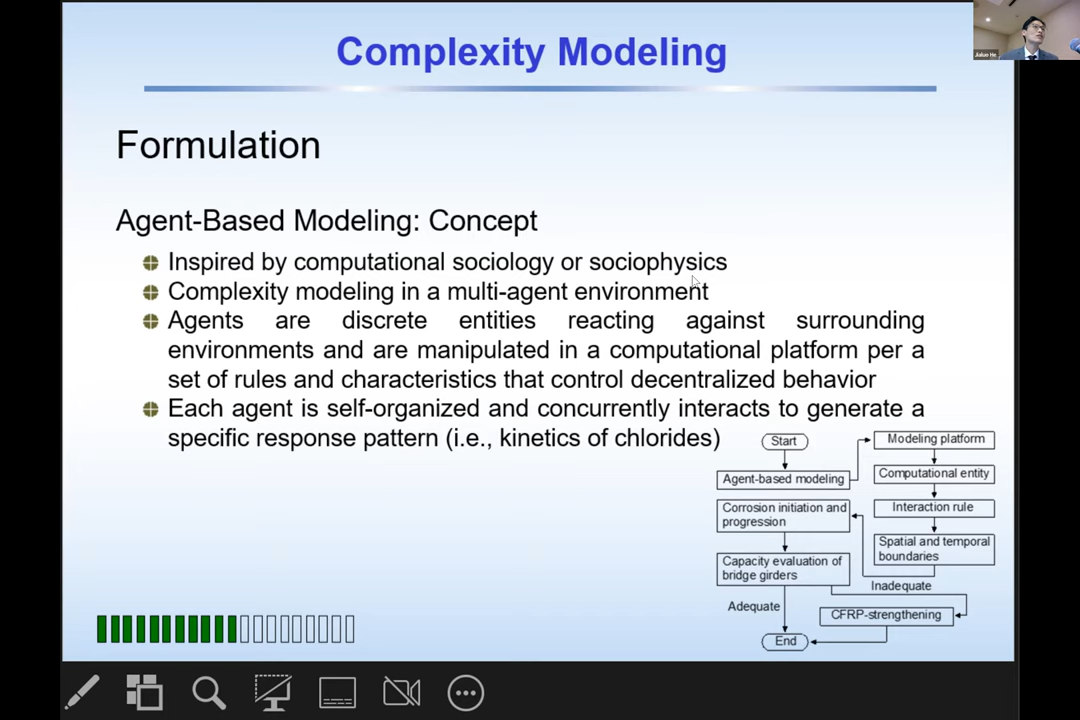 Complexity Modeling
Jialuo He
Formulation
Agent-Based Modeling: Concept
Inspired by computational sociology or sociophysics
Complexity modeling in a multi-agent environment
Agents are discrete entities reacting against surrounding
environments and are manipulated in a computational platform per a
set of rules and characteristics that control decentralized behavior
Each agent is self-organized and concurrently interacts to generate a
specific response pattern (i.e., kinetics of chlorides)
Start
Agent-based modeling
Modeling platform
Computational entity
Interaction rule
Spatial and temporal
boundaries
Corrosion initiation and
progression
Capacity evaluation of
bridge girders
Inadequate
Adequate
CFRP-strengthening
End